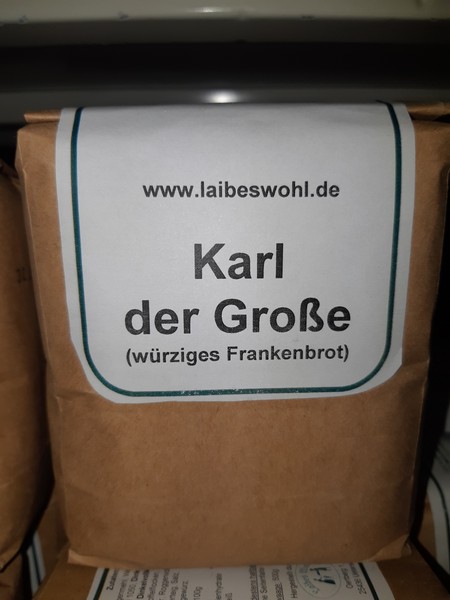 www.laibeswohl.de
Karl
der Große
(würziges Frankenbrot)